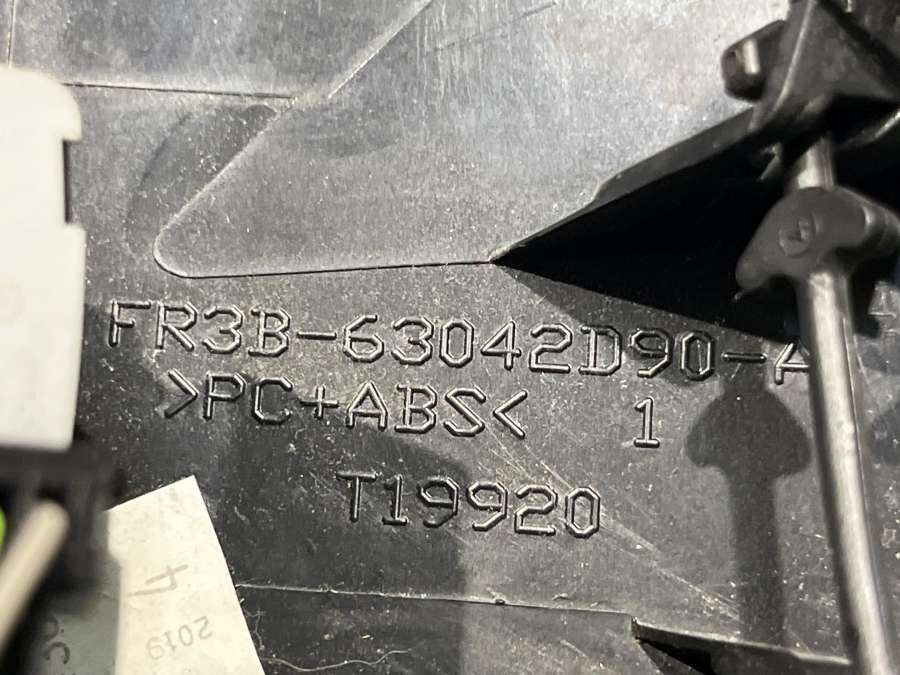 FR3B-63042D90-A
>PC+ABS<
1
T19920
4
2019